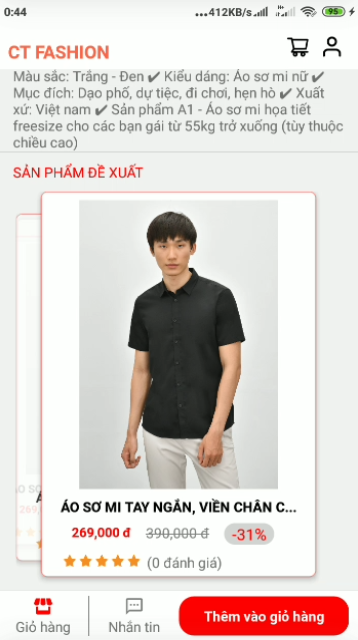 0:44 ...412KB/s 95
CT FASHION
Màu sắc: Trắng - Đen ✔ Kiểu dáng: Áo sơ mi nữ ✔
Mục đích: Dạo phố, dự tiệc, đi chơi, hẹn hò ✔ Xuất
xứ: Việt nam ✔ Sản phẩm A1 - Áo sơ mi họa tiết
freesize cho các bạn gái từ 55kg trở xuống (tùy thuộc
chiều cao)
SẢN PHẨM ĐỀ XUẤT
ÁO SƠ MI TAY NGẮN, VIỀN CHÂN C...
269,000 đ 390,000 đ -31%
(0 đánh giá)
Giỏ hàng
Nhắn tin
Thêm vào giỏ hàng